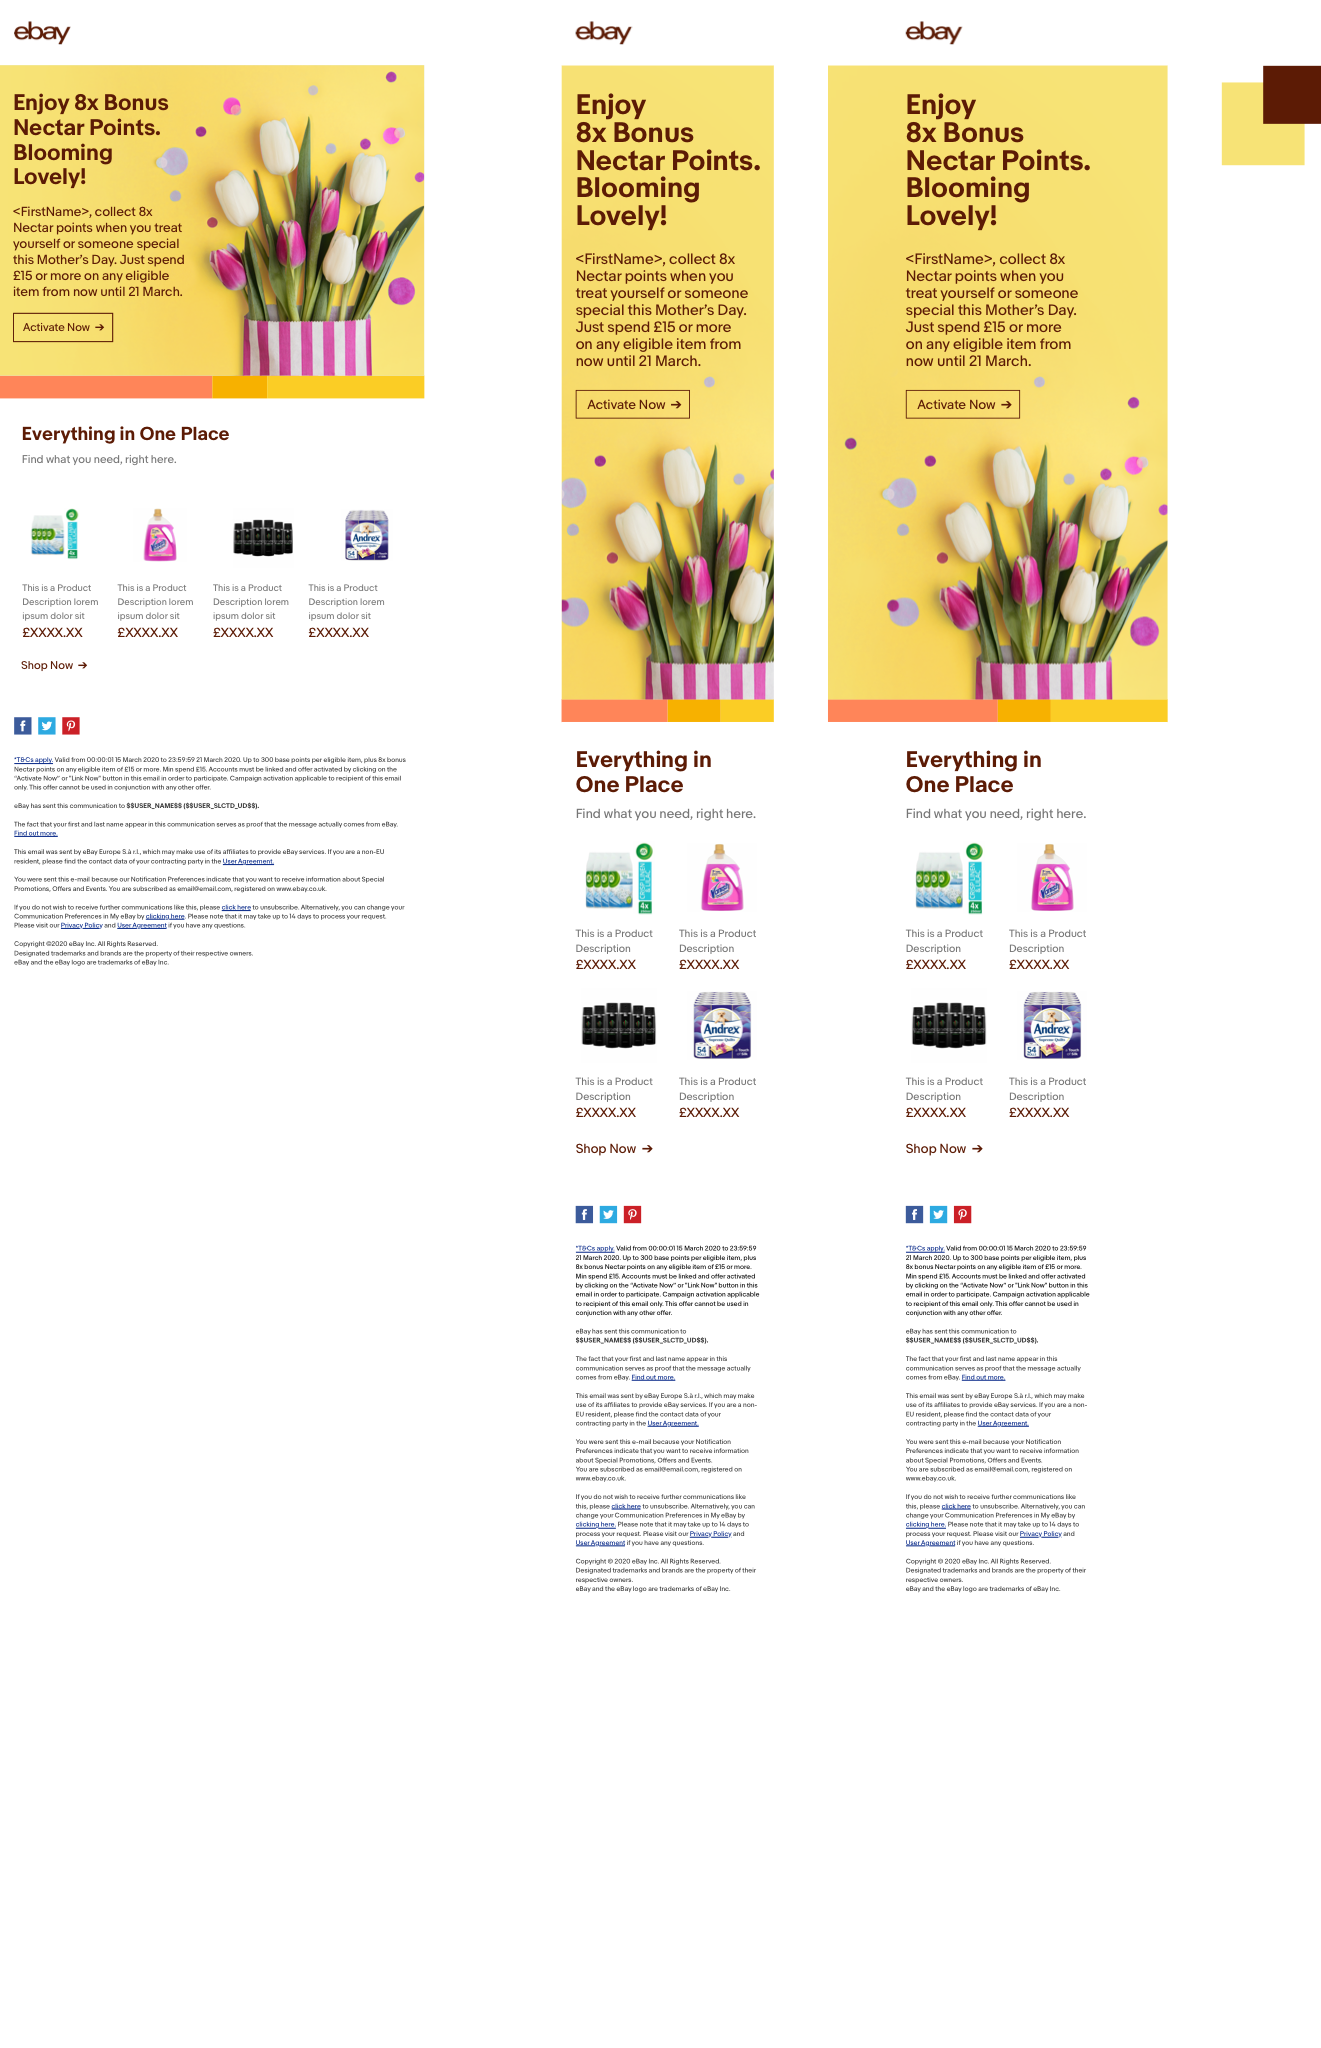 ebay
Enjoy 8x Bonus
Nectar Points.
Blooming
Lovely!
<FirstName>, collect 8x
Nectar points when you treat
yourself or someone special
this Mother's Day. Just spend
£15 or more on any eligible
item from now until 21 March.
Activate Now →
Everything in One Place
Find what you need, right here.
4x
Vanish
Andrex
54
This is a Product
Description lorem
ipsum dolor sit
£XXXX.XX
This is a Product
Description lorem
ipsum dolor sit
£XXXX.XX
This is a Product
Description lorem
ipsum dolor sit
£XXXX.XX
This is a Product
Description lorem
ipsum dolor sit
£XXXX.XX
Shop Now →
*T&Cs apply. Valid from 00:00:01 15 March 2020 to 23:59:59 21 March 2020. Up to 300 base points per eligible item, plus 8x bonus
Nectar points on any eligible item of £15 or more. Min spend £15. Accounts must be linked and offer activated by clicking on the
"Activate Now" or "Link Now" button in this email in order to participate. Campaign activation applicable to recipient of this email
only. This offer cannot be used in conjunction with any other offer.
eBay has sent this communication to $$USER_NAME$$ ($$USER_SLCTD_UD$$).
The fact that your first and last name appear in this communication serves as proof that the message actually comes from eBay.
Find out more.
This email was sent by eBay Europe S.à r.l., which may make use of its affiliates to provide eBay services. If you are a non-EU
resident, please find the contact data of your contracting party in the User Agreement.
You were sent this e-mail because our Notification Preferences indicate that you want to receive information about Special
Promotions, Offers and Events. You are subscribed as email@email.com, registered on www.ebay.co.uk.
If you do not wish to receive further communications like this, please click here to unsubscribe. Alternatively, you can change your
Communication Preferences in My eBay by clicking here. Please note that it may take up to 14 days to process your request.
Please visit our Privacy Policy and User Agreement if you have any questions.
Copyright ©2020 eBay Inc. All Rights Reserved.
Designated trademarks and brands are the property of their respective owners.
eBay and the eBay logo are trademarks of eBay Inc.
ebay
Enjoy
8x Bonus
Nectar Points.
Blooming
Lovely!
<FirstName>, collect 8x
Nectar points when you
treat yourself or someone
special this Mother's Day.
Just spend £15 or more
on any eligible item from
now until 21 March.
Activate Now →
Everything in
One Place
Find what you need, right here.
4x
Vanish
This is a Product
Description
£XXXX.XX
This is a Product
Description
£XXXX.XX
Andrex
Supreme Quilts
54
This is a Product
Description
£XXXX.XX
This is a Product
Description
£XXXX.XX
Shop Now →
*T&Cs apply. Valid from 00:00:01 15 March 2020 to 23:59:59
21 March 2020. Up to 300 base points per eligible item, plus
8x bonus Nectar points on any eligible item of £15 or more.
Min spend £15. Accounts must be linked and offer activated
by clicking on the "Activate Now" or "Link Now" button in this
email in order to participate. Campaign activation applicable
to recipient of this email only. This offer cannot be used in
conjunction with any other offer.
eBay has sent this communication to
$$USER_NAME$$ ($$USER_SLCTD_UD$$).
The fact that your first and last name appear in this
communication serves as proof that the message actually
comes from eBay. Find out more.
This email was sent by eBay Europe S.à r.l., which may make
use of its affiliates to provide eBay services. If you are a non-
EU resident, please find the contact data of your
contracting party in the User Agreement.
You were sent this e-mail because your Notification
Preferences indicate that you want to receive information
about Special Promotions, Offers and Events.
You are subscribed as email@email.com, registered on
www.ebay.co.uk.
If you do not wish to receive further communications like
this, please click here to unsubscribe. Alternatively, you can
change your Communication Preferences in My eBay by
clicking here. Please note that it may take up to 14 days to
process your request. Please visit our Privacy Policy and
User Agreement if you have any questions.
Copyright © 2020 eBay Inc. All Rights Reserved.
Designated trademarks and brands are the property of their
respective owners.
eBay and the eBay logo are trademarks of eBay Inc.
ebay
Enjoy
8x Bonus
Nectar Points.
Blooming
Lovely!
<FirstName>, collect 8x
Nectar points when you
treat yourself or someone
special this Mother's Day.
Just spend £15 or more
on any eligible item from
now until 21 March.
Activate Now →
Everything in
One Place
Find what you need, right here.
4x
Vanish
This is a Product
Description
£XXXX.XX
This is a Product
Description
£XXXX.XX
Andrex
Supreme Quilts
54
This is a Product
Description
£XXXX.XX
This is a Product
Description
£XXXX.XX
Shop Now →
*T&Cs apply. Valid from 00:00:01 15 March 2020 to 23:59:59
21 March 2020. Up to 300 base points per eligible item, plus
8x bonus Nectar points on any eligible item of £15 or more.
Min spend £15. Accounts must be linked and offer activated
by clicking on the "Activate Now" or "Link Now" button in this
email in order to participate. Campaign activation applicable
to recipient of this email only. This offer cannot be used in
conjunction with any other offer.
eBay has sent this communication to
$$USER_NAME$$ ($$USER_SLCTD_UD$$).
The fact that your first and last name appear in this
communication serves as proof that the message actually
comes from eBay. Find out more.
This email was sent by eBay Europe S.à r.l., which may make
use of its affiliates to provide eBay services. If you are a non-
EU resident, please find the contact data of your
contracting party in the User Agreement.
You were sent this e-mail because your Notification
Preferences indicate that you want to receive information
about Special Promotions, Offers and Events.
You are subscribed as email@email.com, registered on
www.ebay.co.uk.
If you do not wish to receive further communications like
this, please click here to unsubscribe. Alternatively, you can
change your Communication Preferences in My eBay by
clicking here. Please note that it may take up to 14 days to
process your request. Please visit our Privacy Policy and
User Agreement if you have any questions.
Copyright © 2020 eBay Inc. All Rights Reserved.
Designated trademarks and brands are the property of their
respective owners.
eBay and the eBay logo are trademarks of eBay Inc.